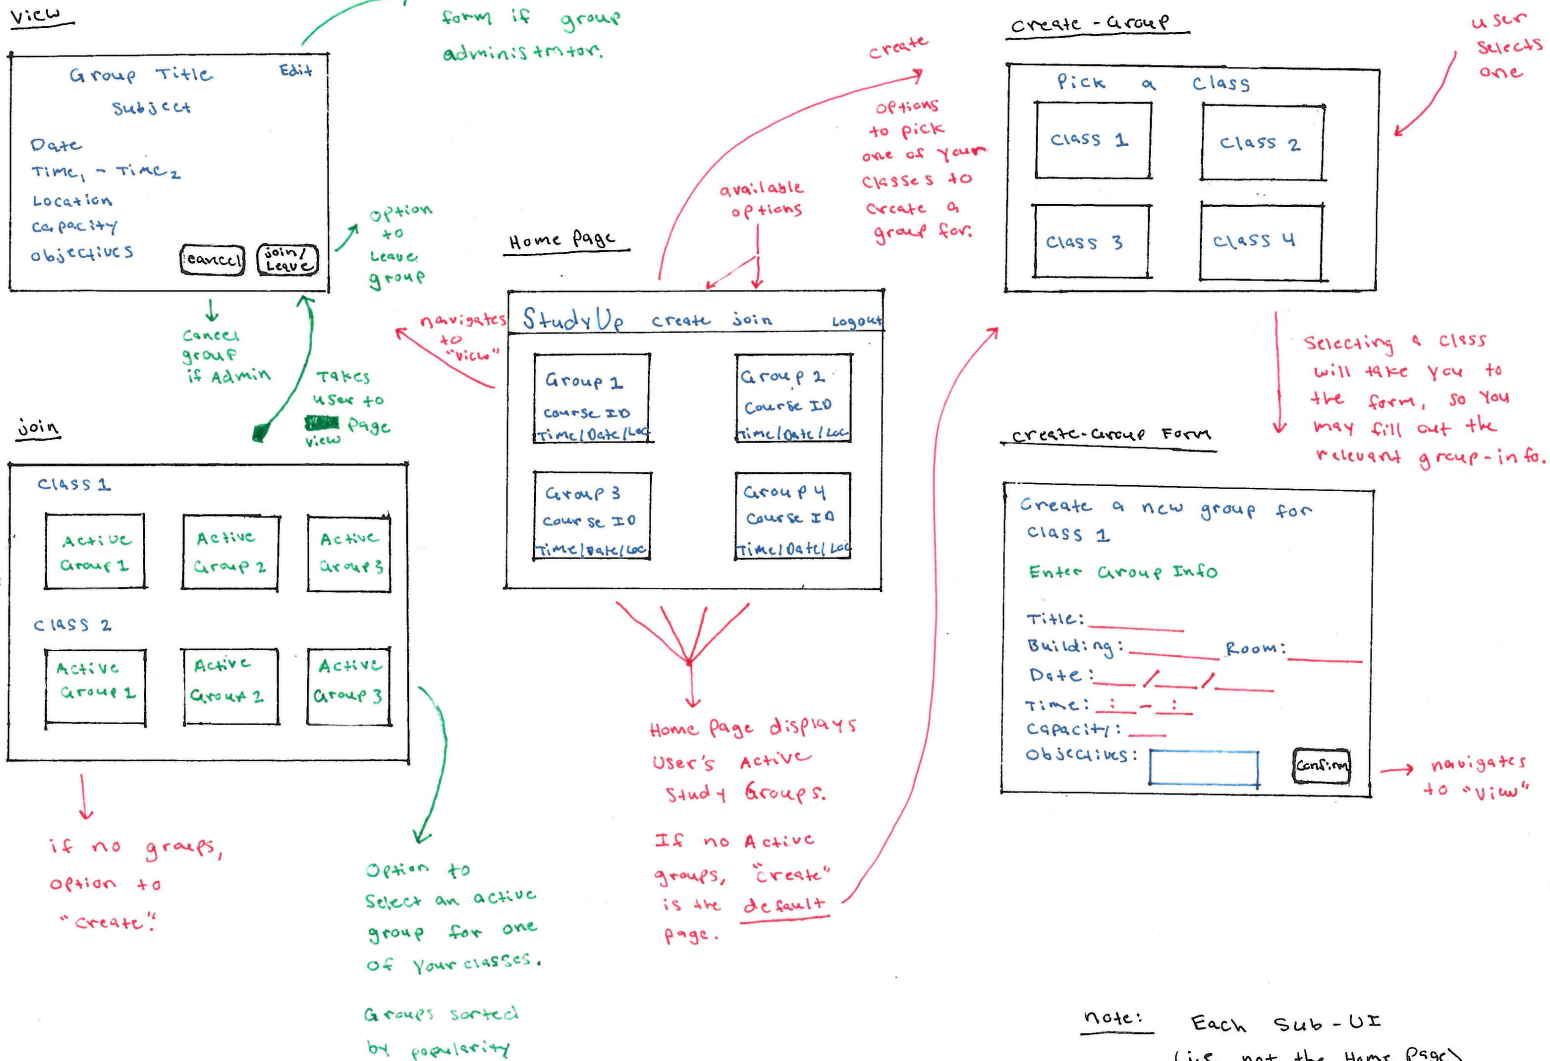 View
form if group
administrator.
Group Title
Edit
Subject
Date
Time₁ - Time₂
Location
Capacity
Objectives
cancel
join/
Leave
option
to
Leave
group
Cancel
group
if Admin
Takes
user to
Page
view
join
Class 1
Active
Group 1
Active
Group 2
Active
Group 3
Class 2
Active
Group 1
Active
Group 2
Active
Group 3
if no groups,
option to
"create".
Option to
Select an active
group for one
of your classes.
Groups sorted
by popularity
Home Page
navigates
to
"View"
available
options
StudyUp
create
join
Logout
Group 1
Course ID
Time/Date/Loc
Group 2
Course ID
Time/Date/Loc
Group 3
Course ID
Time/Date/Loc
Group 4
Course ID
Time/Date/Loc
Home Page displays
User's Active
Study Groups.
If no Active
groups, "create"
is the default
page.
create
options
to pick
one of your
classes to
create a
group for.
Create-Group
user
selects
one
Pick a Class
Class 1
Class 2
Class 3
Class 4
Selecting a class
will take you to
the form, so you
may fill out the
relevant group-info.
Create-Group Form
Create a new group for
Class 1
Enter Group Info
Title:
Building:
Room:
Date: / /
Time: : - :
Capacity:
Objectives:
Confirm
navigates
to "View"
note: Each Sub-UI
(i.e. not the Home Page)